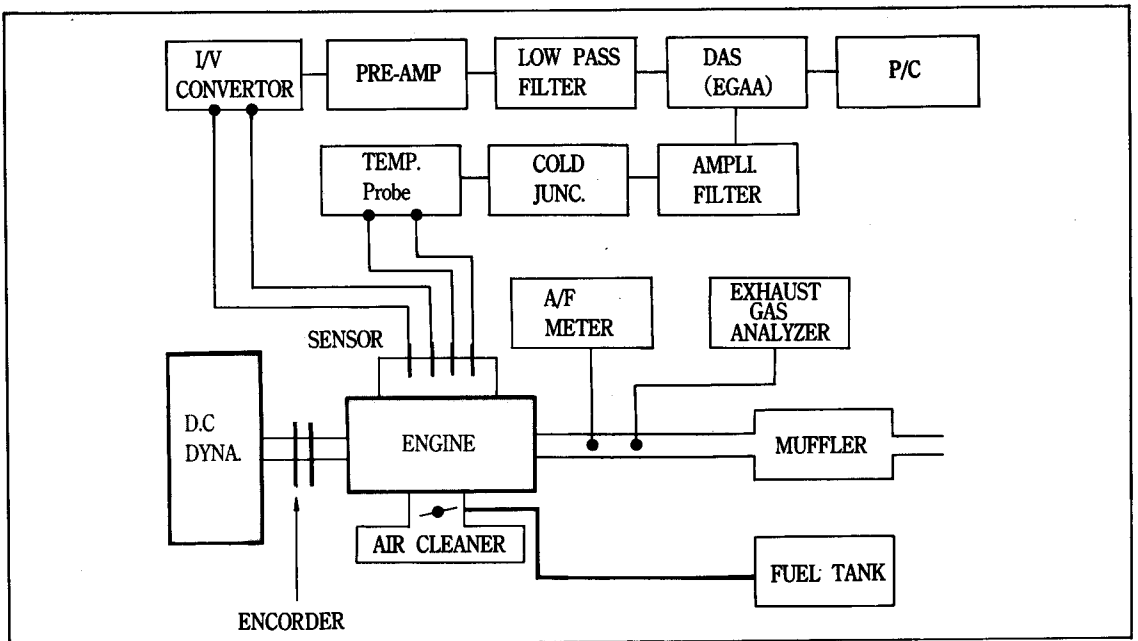 I/V
CONVERTOR
PRE-AMP
LOW PASS
FILTER
DAS
(EGAA)
P/C
TEMP.
Probe
COLD
JUNC.
AMPLI.
FILTER
A/F
METER
EXHAUST
GAS
ANALYZER
SENSOR
D.C
DYNA.
ENGINE
MUFFLER
AIR CLEANER
FUEL TANK
ENCORDER